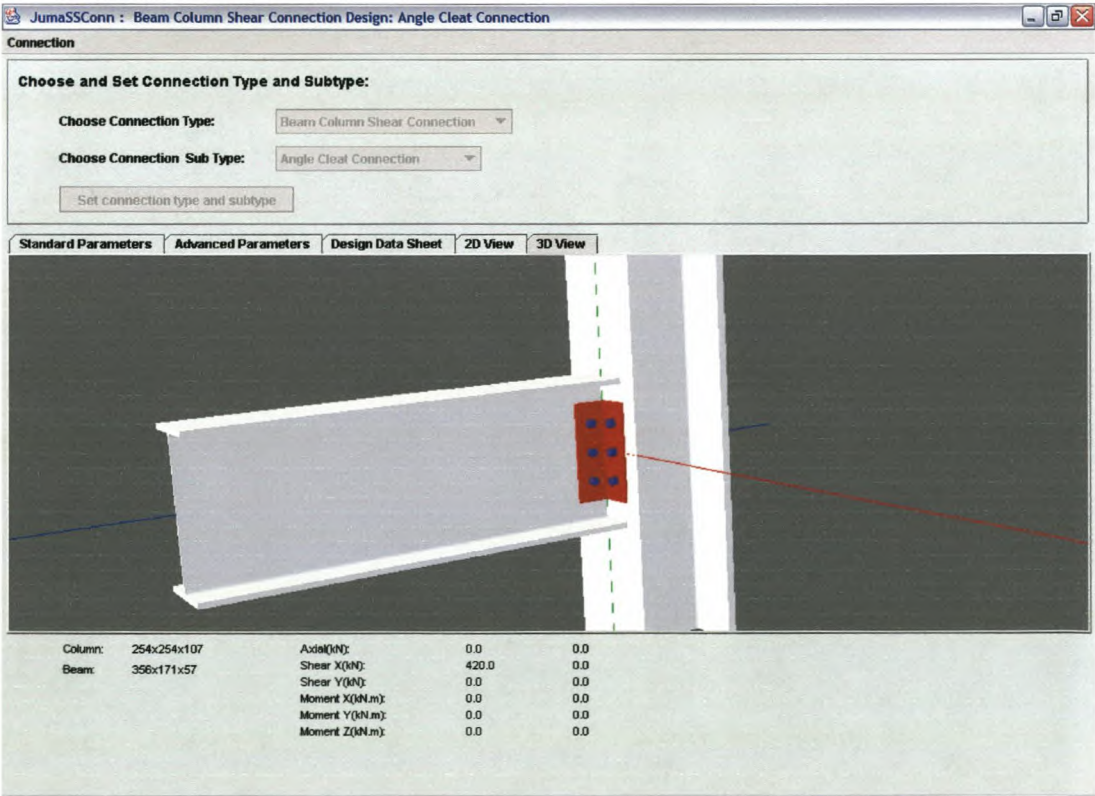 JumaSSConn : Beam Column Shear Connection Design: Angle Cleat Connection
Connection
Choose and Set Connection Type and Subtype:
Choose Connection Type: Beam Column Shear Connection
Choose Connection Sub Type: Angle Cleat Connection
Set connection type and subtype
Standard Parameters Advanced Parameters Design Data Sheet 2D View 3D View
Column: 254x254x107 Axial(kN): 0.0 0.0
Beam: 356x171x57 Shear X(kN): 420.0 0.0
Shear Y(kN): 0.0 0.0
Moment X(kN.m): 0.0 0.0
Moment Y(kN.m): 0.0 0.0
Moment Z(kN.m): 0.0 0.0